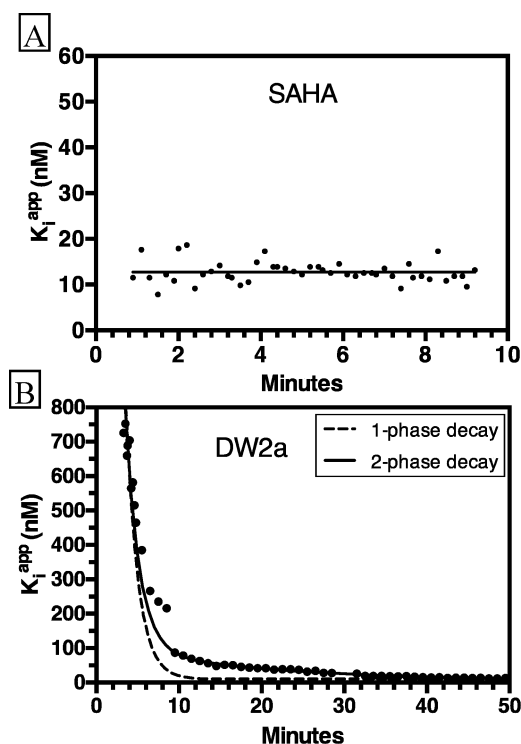 A
60
50
40
30
20
10
0
Ki app (nM)
SAHA
0 2 4 6 8 10
Minutes
B
800
700
600
500
400
300
200
100
0
Ki app (nM)
DW2a
1-phase decay
2-phase decay
0 10 20 30 40 50
Minutes